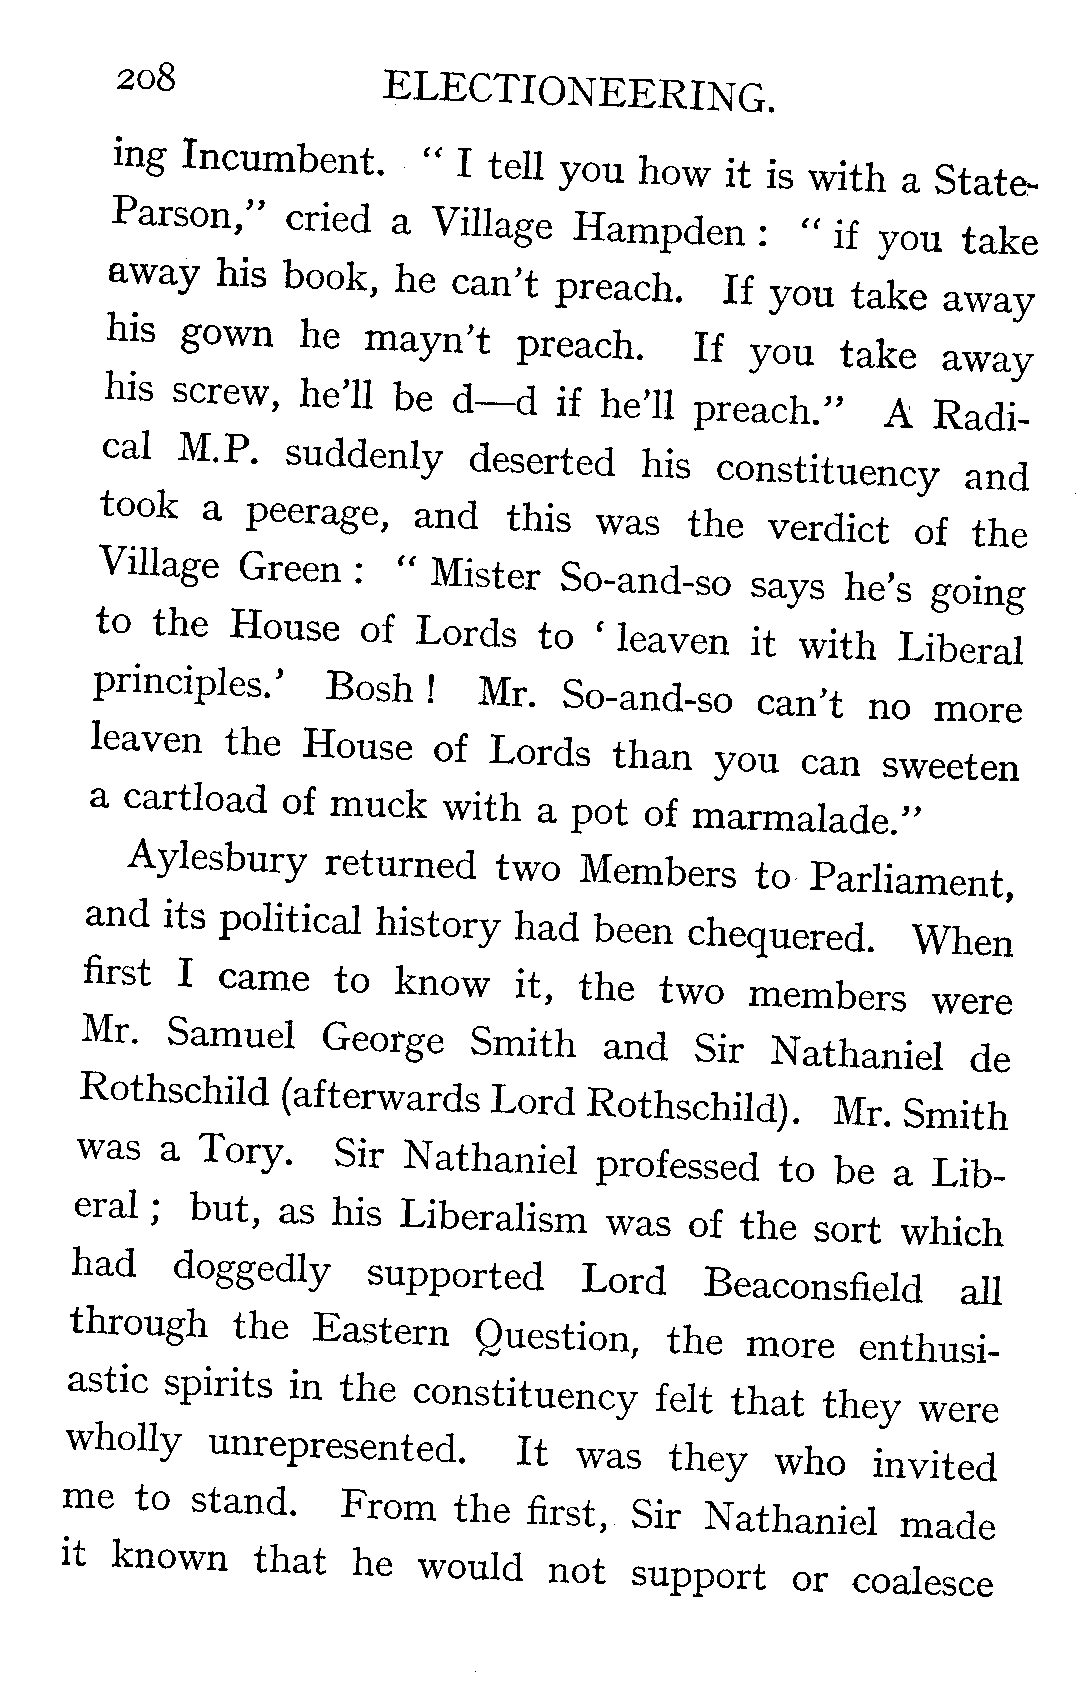 208 ELECTIONEERING.
ing Incumbent. “ I tell you how it is with a State-
Parson,” cried a Village Hampden : “ if you take
away his book, he can’t preach. If you take away
his gown he mayn’t preach. If you take away
his screw, he’ll be d—d if he’ll preach.” A Radi-
cal M.P. suddenly deserted his constituency and
took a peerage, and this was the verdict of the
Village Green : “ Mister So-and-so says he’s going
to the House of Lords to ‘ leaven it with Liberal
principles.’ Bosh ! Mr. So-and-so can’t no more
leaven the House of Lords than you can sweeten
a cartload of muck with a pot of marmalade.”
Aylesbury returned two Members to Parliament,
and its political history had been chequered. When
first I came to know it, the two members were
Mr. Samuel George Smith and Sir Nathaniel de
Rothschild (afterwards Lord Rothschild). Mr. Smith
was a Tory. Sir Nathaniel professed to be a Lib-
eral ; but, as his Liberalism was of the sort which
had doggedly supported Lord Beaconsfield all
through the Eastern Question, the more enthusi-
astic spirits in the constituency felt that they were
wholly unrepresented. It was they who invited
me to stand. From the first, Sir Nathaniel made
it known that he would not support or coalesce